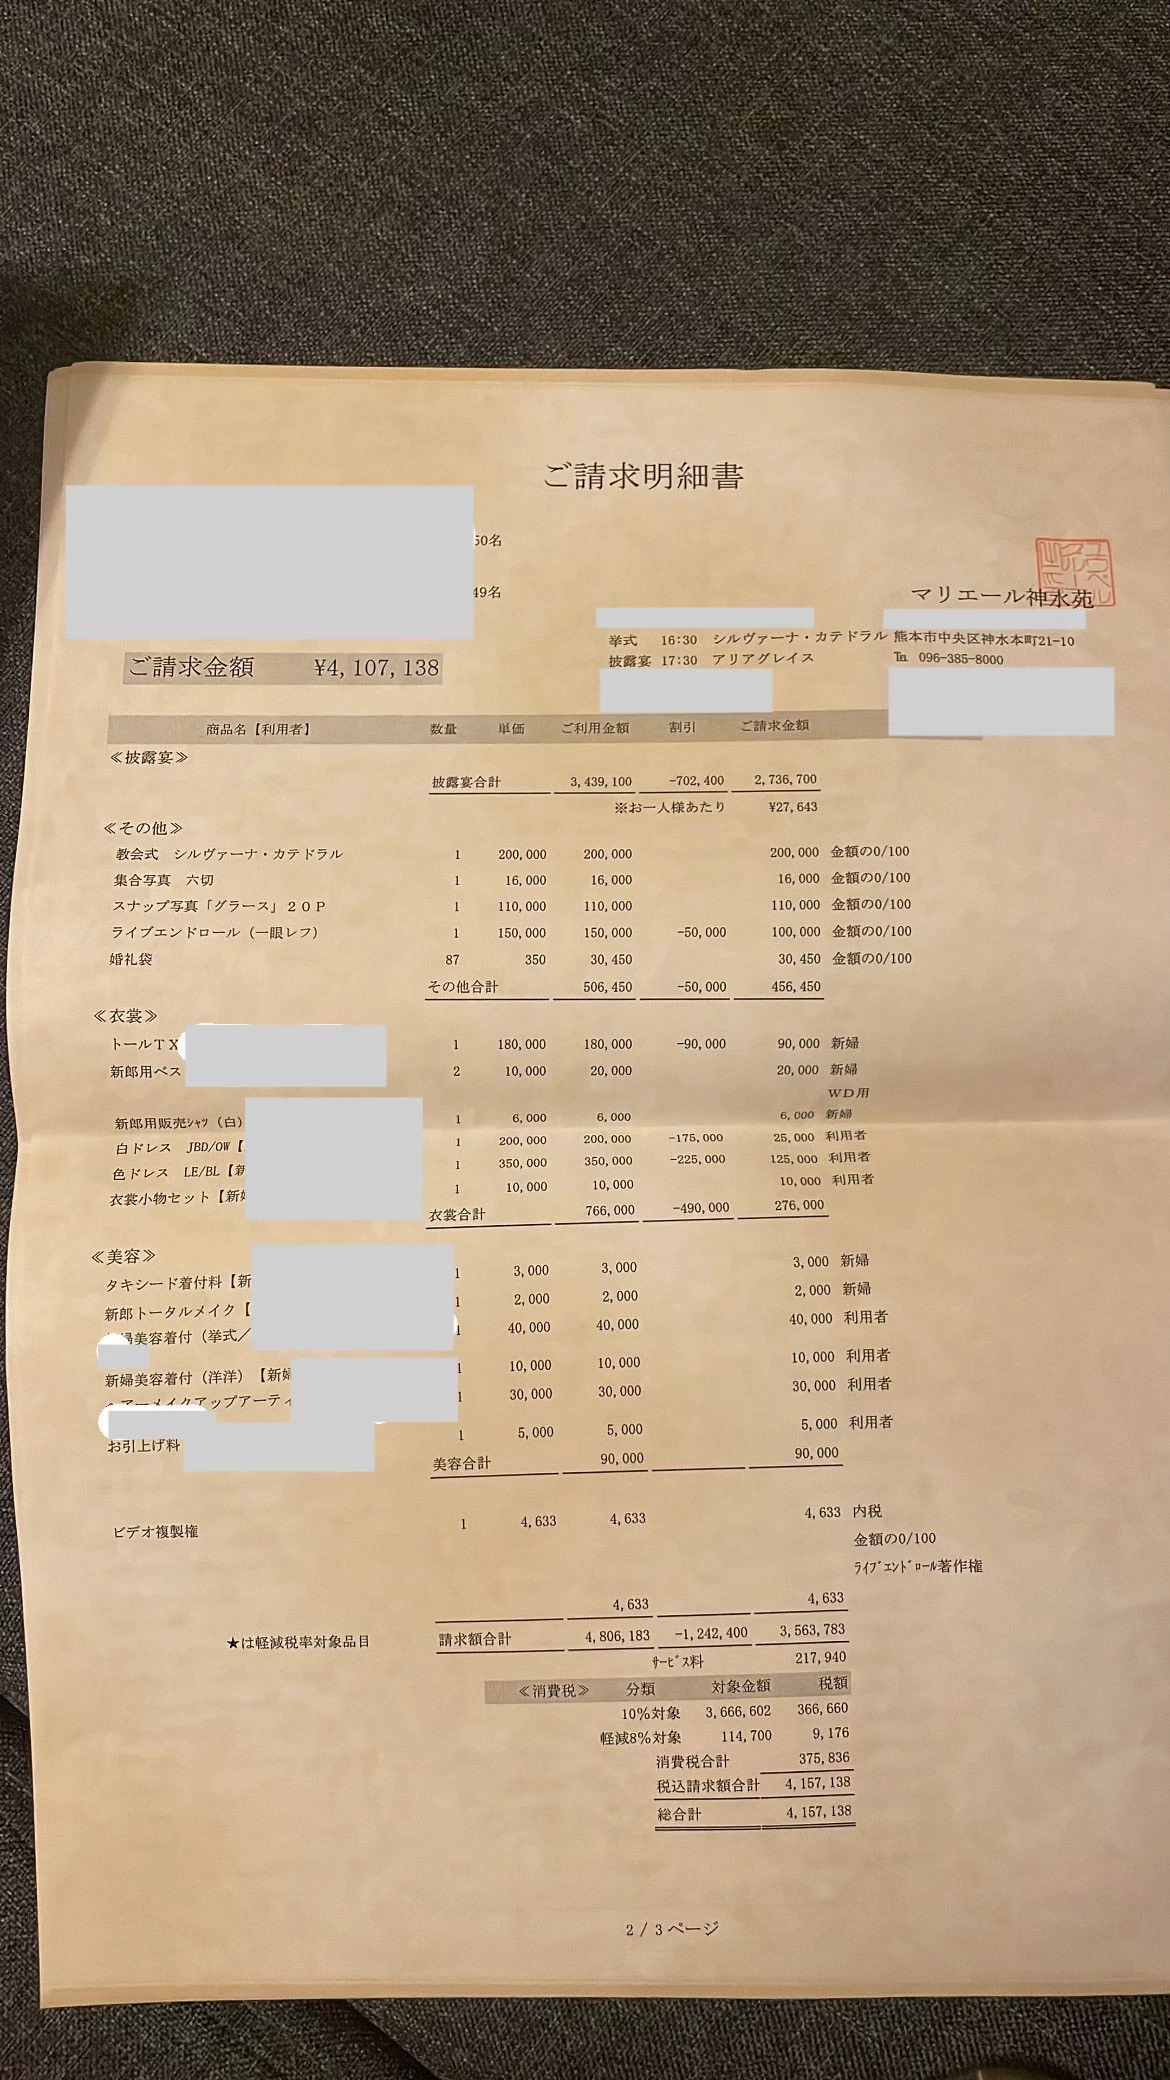 ご請求明細書
50名
49名
マリエール神水苑
挙式 16:30 シルヴァーナ・カテドラル 熊本市中央区神水本町21-10
披露宴 17:30 アリアグレイス ℡ 096-385-8000
ご請求金額 ¥4,107,138
商品名【利用者】 数量 単価 ご利用金額 割引 ご請求金額
≪披露宴≫
披露宴合計 3,439,100 -702,400 2,736,700
※お一人様あたり ¥27,643
≪その他≫
教会式 シルヴァーナ・カテドラル 1 200,000 200,000 200,000 金額の0/100
集合写真 六切 1 16,000 16,000 16,000 金額の0/100
スナップ写真「グラース」20P 1 110,000 110,000 110,000 金額の0/100
ライブエンドロール（一眼レフ） 1 150,000 150,000 -50,000 100,000 金額の0/100
婚礼袋 87 350 30,450 30,450 金額の0/100
その他合計 506,450 -50,000 456,450
≪衣裳≫
トールTX 1 180,000 180,000 -90,000 90,000 新婦
新郎用ベス 2 10,000 20,000 20,000 新婦
WD用
新郎用販売ｼｬﾂ（白） 1 6,000 6,000 6,000 新婦
白ドレス JBD/OW【 1 200,000 200,000 -175,000 25,000 利用者
色ドレス LE/BL【新 1 350,000 350,000 -225,000 125,000 利用者
衣裳小物セット【新婦 1 10,000 10,000 10,000 利用者
衣裳合計 766,000 -490,000 276,000
≪美容≫
タキシード着付料【新 1 3,000 3,000 3,000 新婦
新郎トータルメイク【 1 2,000 2,000 2,000 新婦
婦美容着付（挙式／ 1 40,000 40,000 40,000 利用者
新婦美容着付（洋洋）【新婦 1 10,000 10,000 10,000 利用者
アーメイクアップアーティ 1 30,000 30,000 30,000 利用者
お引上げ料 1 5,000 5,000 5,000 利用者
美容合計 90,000 90,000
ビデオ複製権 1 4,633 4,633 4,633 内税
金額の0/100
ﾗｲﾌﾞｴﾝﾄﾞﾛｰﾙ著作権
4,633 4,633
★は軽減税率対象品目 請求額合計 4,806,183 -1,242,400 3,563,783
ｻｰﾋﾞｽ料 217,940
≪消費税≫ 分類 対象金額 税額
10%対象 3,666,602 366,660
軽減8%対象 114,700 9,176
消費税合計 375,836
税込請求額合計 4,157,138
総合計 4,157,138
2 / 3 ページ